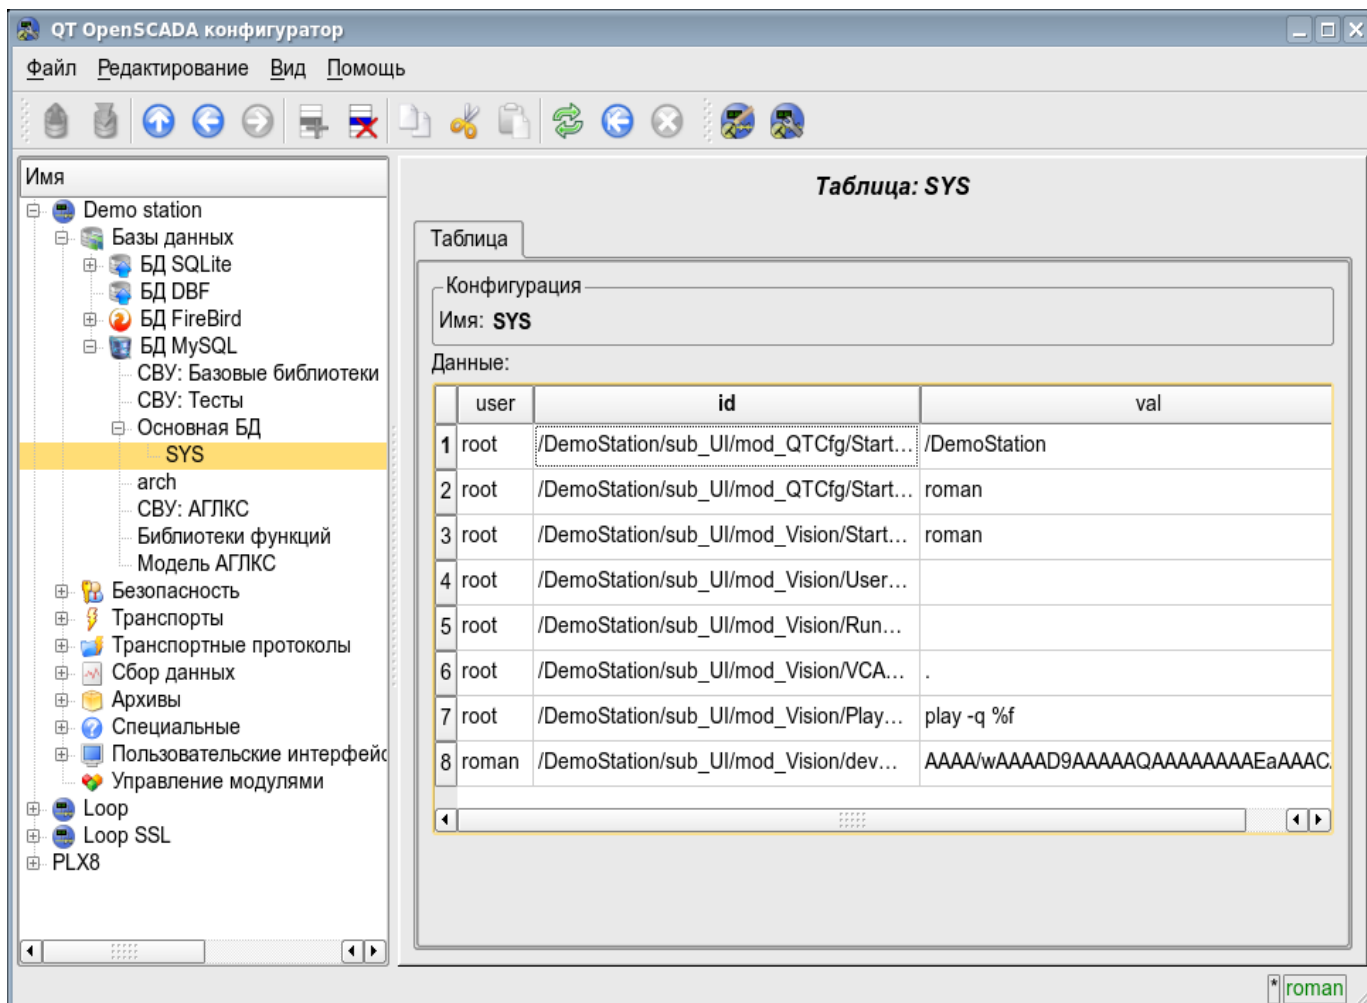 QT OpenSCADA конфигуратор
Файл Редактирование Вид Помощь
Имя
Demo station
Базы данных
БД SQLite
БД DBF
БД FireBird
БД MySQL
СВУ: Базовые библиотеки
СВУ: Тесты
Основная БД
SYS
arch
СВУ: АГЛКС
Библиотеки функций
Модель АГЛКС
Безопасность
Транспорты
Транспортные протоколы
Сбор данных
Архивы
Специальные
Пользовательские интерфейс
Управление модулями
Loop
Loop SSL
PLX8
Таблица: SYS
Таблица
Конфигурация
Имя: SYS
Данные:
user id val
1 root /DemoStation/sub_UI/mod_QTCfg/Start... /DemoStation
2 root /DemoStation/sub_UI/mod_QTCfg/Start... roman
3 root /DemoStation/sub_UI/mod_Vision/Start... roman
4 root /DemoStation/sub_UI/mod_Vision/User...
5 root /DemoStation/sub_UI/mod_Vision/Run...
6 root /DemoStation/sub_UI/mod_Vision/VCA... .
7 root /DemoStation/sub_UI/mod_Vision/Play... play -q %f
8 roman /DemoStation/sub_UI/mod_Vision/dev... AAAA/wAAAAD9AAAAAQAAAAAAAAEaAAAC
* roman